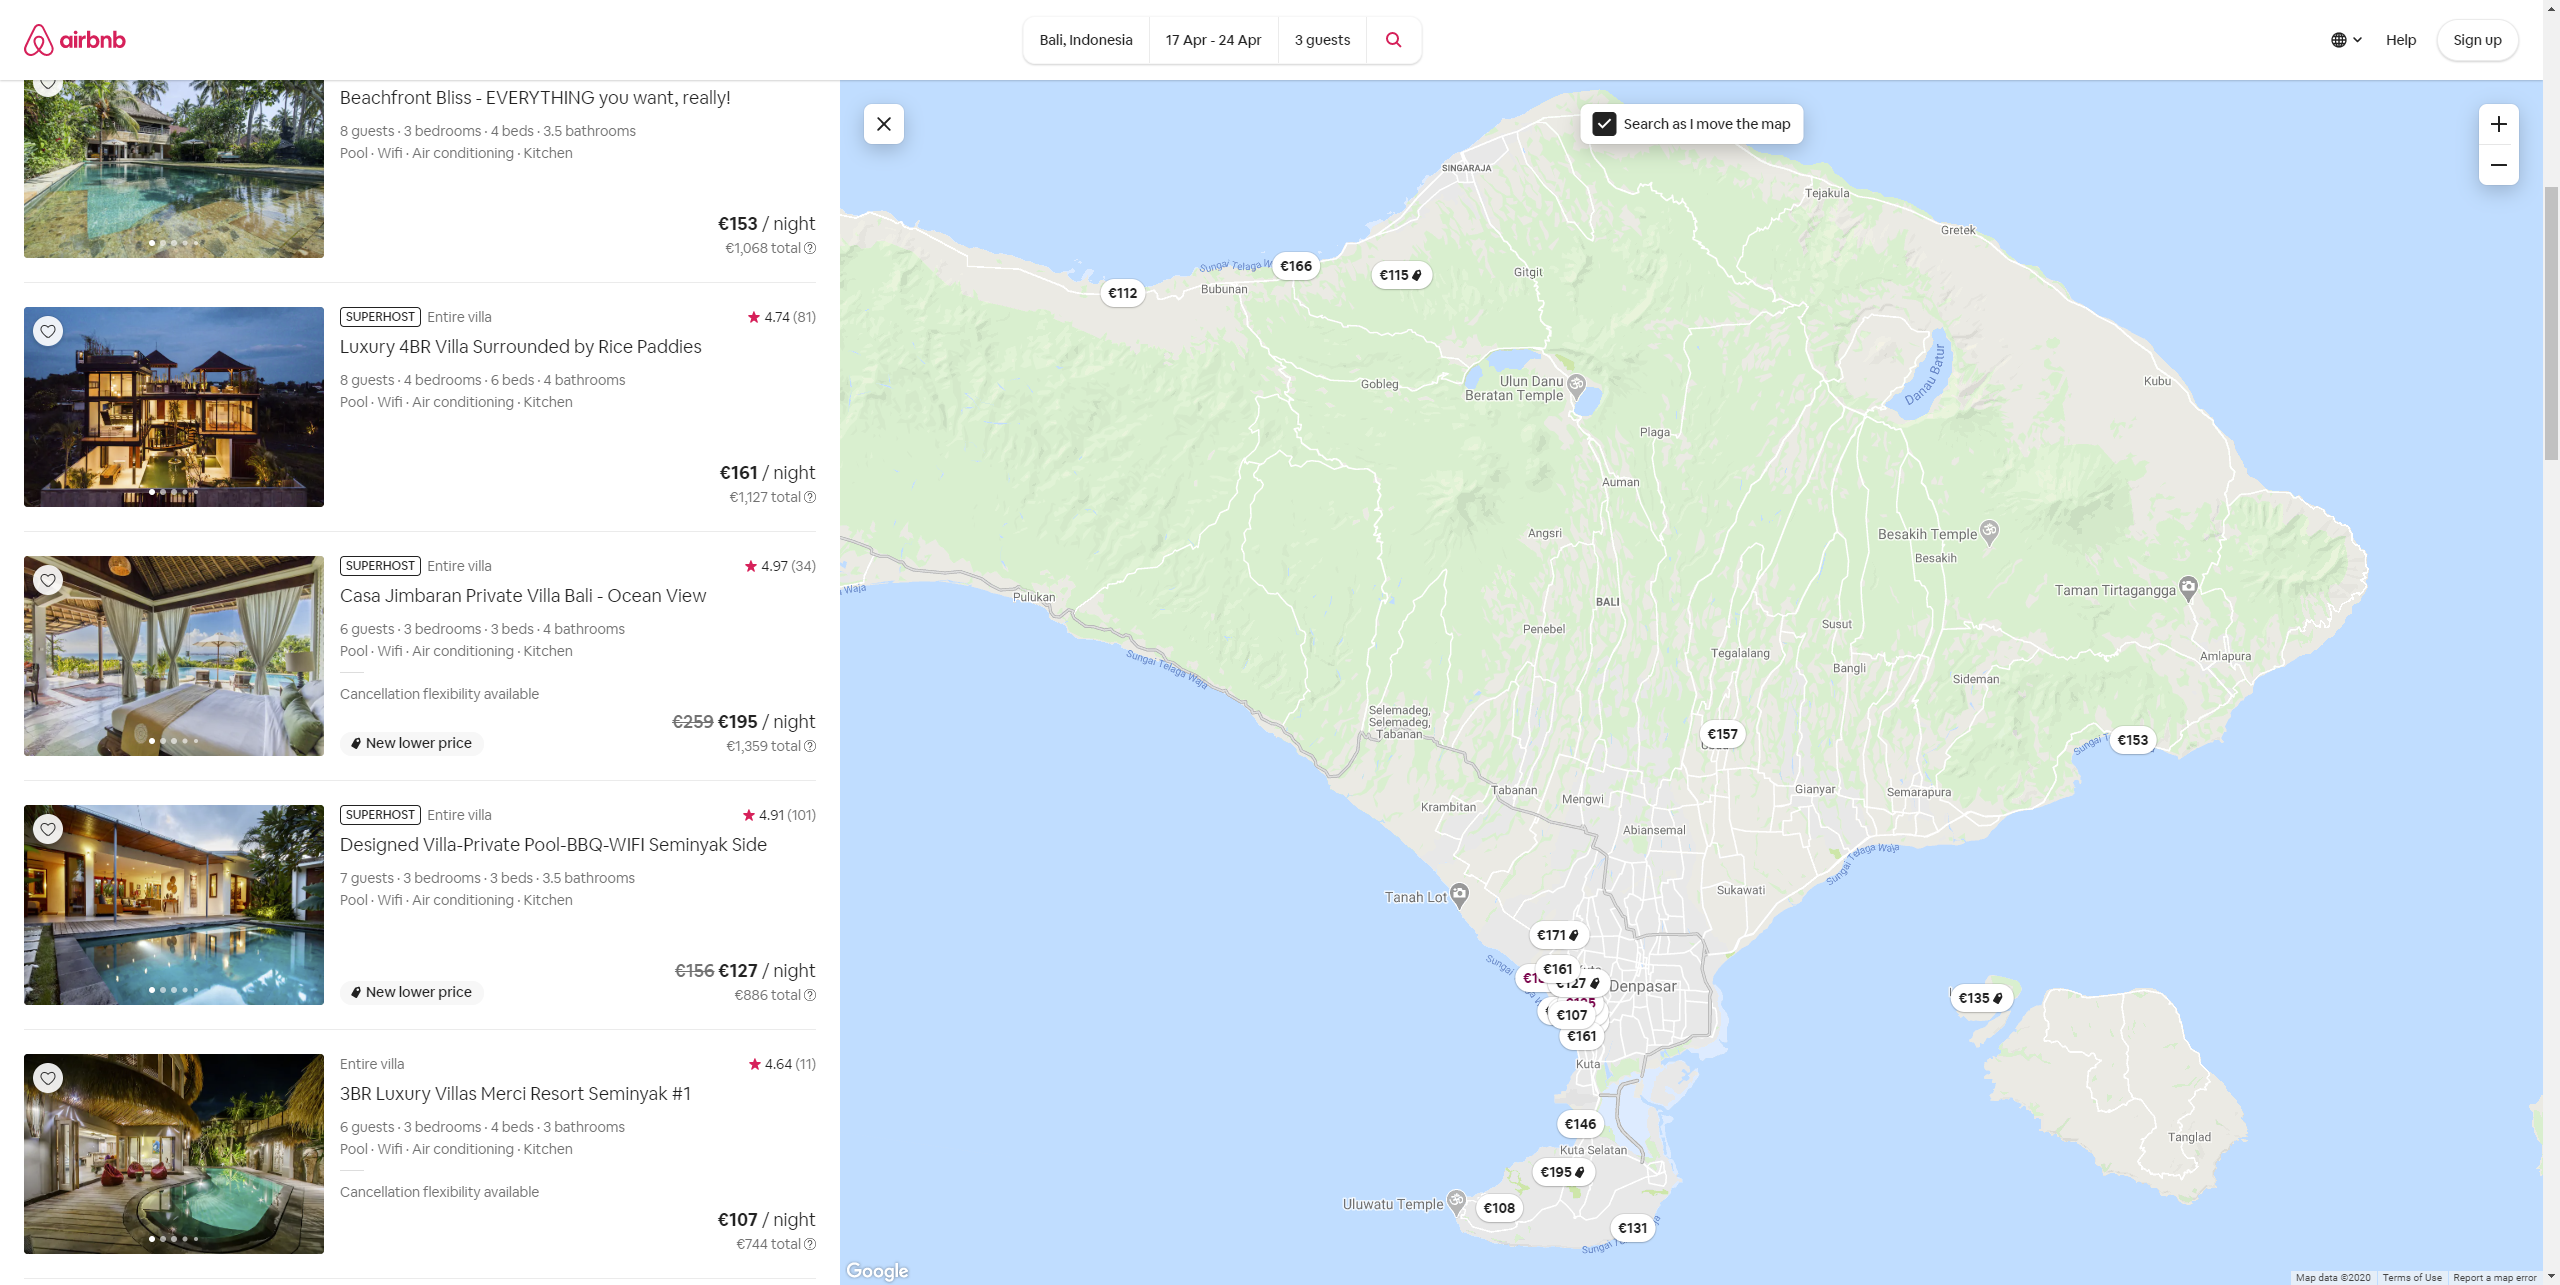 airbnb
Bali, Indonesia
17 Apr - 24 Apr
3 guests
Help
Sign up
Beachfront Bliss - EVERYTHING you want, really!
8 guests · 3 bedrooms · 4 beds · 3.5 bathrooms
Pool · Wifi · Air conditioning · Kitchen
€153 / night
€1,068 total
SUPERHOST Entire villa
4.74 (81)
Luxury 4BR Villa Surrounded by Rice Paddies
8 guests · 4 bedrooms · 6 beds · 4 bathrooms
Pool · Wifi · Air conditioning · Kitchen
€161 / night
€1,127 total
SUPERHOST Entire villa
4.97 (34)
Casa Jimbaran Private Villa Bali - Ocean View
6 guests · 3 bedrooms · 3 beds · 4 bathrooms
Pool · Wifi · Air conditioning · Kitchen
Cancellation flexibility available
€259 €195 / night
New lower price
€1,359 total
SUPERHOST Entire villa
4.91 (101)
Designed Villa-Private Pool-BBQ-WIFI Seminyak Side
7 guests · 3 bedrooms · 3 beds · 3.5 bathrooms
Pool · Wifi · Air conditioning · Kitchen
€156 €127 / night
New lower price
€886 total
Entire villa
4.64 (11)
3BR Luxury Villas Merci Resort Seminyak #1
6 guests · 3 bedrooms · 4 beds · 3 bathrooms
Pool · Wifi · Air conditioning · Kitchen
Cancellation flexibility available
€107 / night
€744 total
Search as I move the map
SINGARAJA
Tejakula
Gretek
Sungai Telaga
€166
€115
Gitgit
Bubunan
€112
Danau Batur
Kubu
Gobleg
Ulun Danu
Beratan Temple
Plaga
Auman
Angsri
Besakih Temple
Besakih
Waja
Pulukan
BALI
Taman Tirtagangga
Penebel
Susut
Tegalalang
Bangli
Amlapura
Sungai Telaga Waja
Sideman
Selemadeg,
Selemadeg,
Tabanan
€157
€153
Sungai
Tabanan
Mengwi
Gianyar
Semarapura
Krambitan
Abiansemal
Sungai Telaga Waja
Sukawati
Tanah Lot
€171
Sungai
€161
€127
Denpasar
€135
€107
€161
Kuta
€146
Kuta Selatan
Tanglad
€195
Uluwatu Temple
€108
€131
Sungai
Google
Map data ©2020
Terms of Use
Report a map error